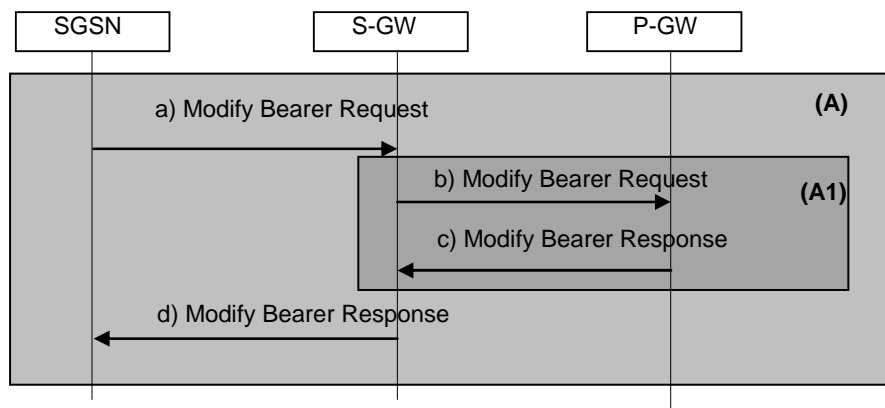 SGSN
S-GW
P-GW
(A)
a) Modify Bearer Request
b) Modify Bearer Request
(A1)
c) Modify Bearer Response
d) Modify Bearer Response